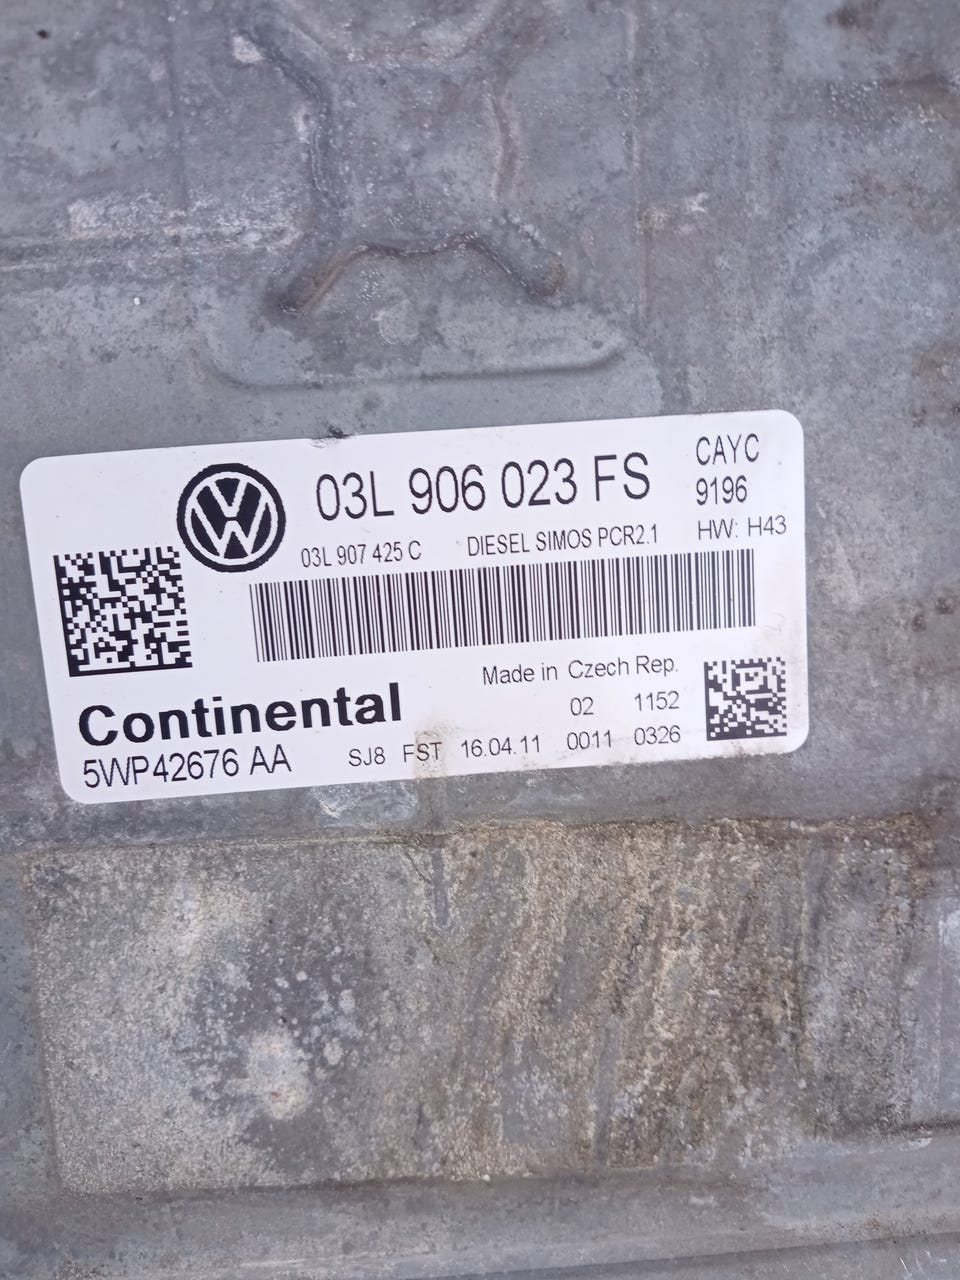 03L 906 023 FS
CAYC
9196
HW: H43
03L 907 425 C DIESEL SIMOS PCR2.1
Made in Czech Rep.
02 1152
Continental
5WP42676 AA
SJ8 FST 16.04.11 0011 0326